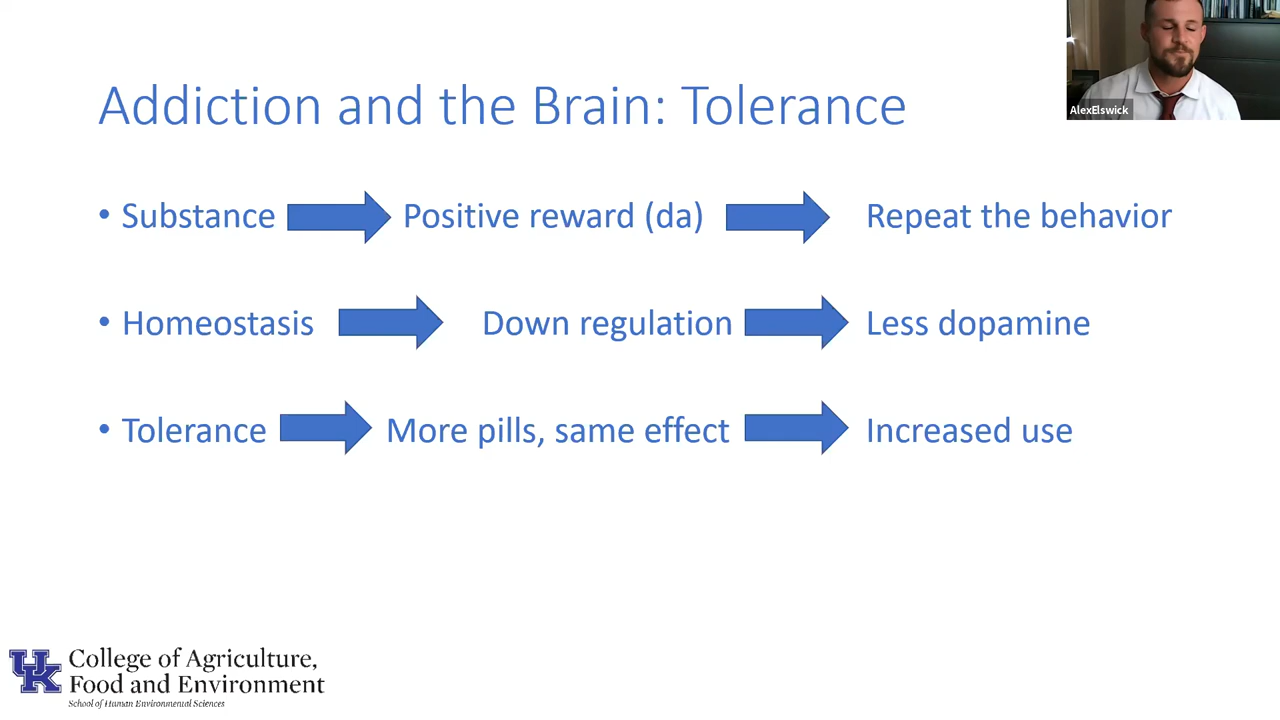 AlexElswick
Addiction and the Brain: Tolerance
• Substance Positive reward (da) Repeat the behavior
• Homeostasis Down regulation Less dopamine
• Tolerance More pills, same effect Increased use
UK College of Agriculture,
Food and Environment
School of Human Environmental Sciences